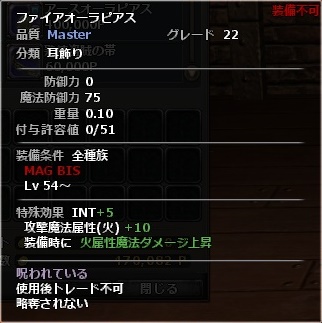 ファイアオーラピアス
装備不可
品質 Master グレード 22
分類 耳飾り
防御力 0
魔法防御力 75
重量 0.10
付与許容値 0/51
装備条件 全種族
MAG BIS
Lv 54～
特殊効果 INT+5
攻撃魔法属性(火) +10
装備時に 火属性魔法ダメージ上昇
呪われている
使用後トレード不可
閉じる
略奪されない